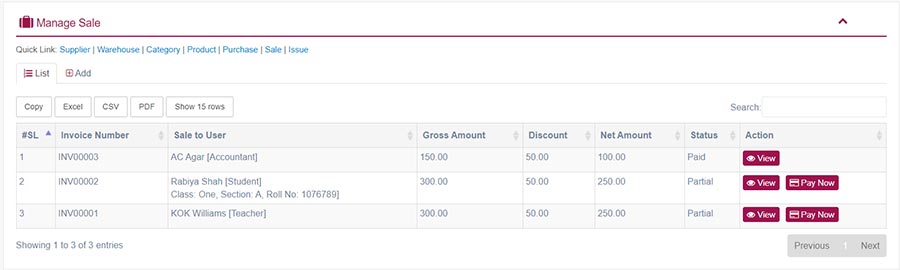 Manage Sale
Quick Link: Supplier | Warehouse | Category | Product | Purchase | Sale | Issue
List Add
Copy Excel CSV PDF Show 15 rows Search:
#SL Invoice Number Sale to User Gross Amount Discount Net Amount Status Action
1 INV00003 AC Agar [Accountant] 150.00 50.00 100.00 Paid View
2 INV00002 Rabiya Shah [Student] 300.00 50.00 250.00 Partial View Pay Now
Class: One, Section: A, Roll No: 1076789]
3 INV00001 KOK Williams [Teacher] 300.00 50.00 250.00 Partial View Pay Now
Showing 1 to 3 of 3 entries Previous 1 Next